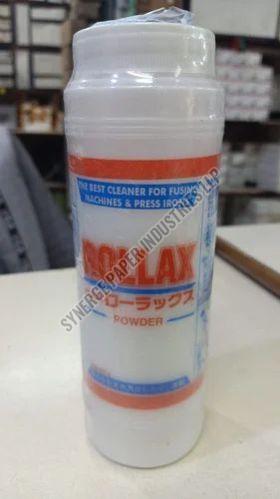 THE BEST CLEANER FOR FUSING
MACHINES & PRESS IRONS
ROLLAX
ローラックス
POWDER
SYNERGE PAPER INDUSTRIES LLP